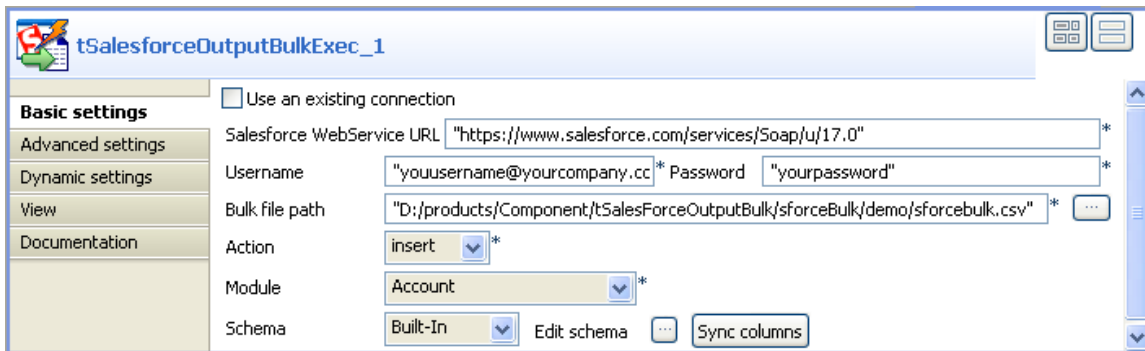 tSalesforceOutputBulkExec_1
Basic settings
Advanced settings
Dynamic settings
View
Documentation
Use an existing connection
Salesforce WebService URL "https://www.salesforce.com/services/Soap/u/17.0" *
Username "youusername@yourcompany.cc * Password "yourpassword" *
Bulk file path "D:/products/Component/tSalesForceOutputBulk/sforceBulk/demo/sforcebulk.csv" * ...
Action insert *
Module Account *
Schema Built-In Edit schema ... Sync columns